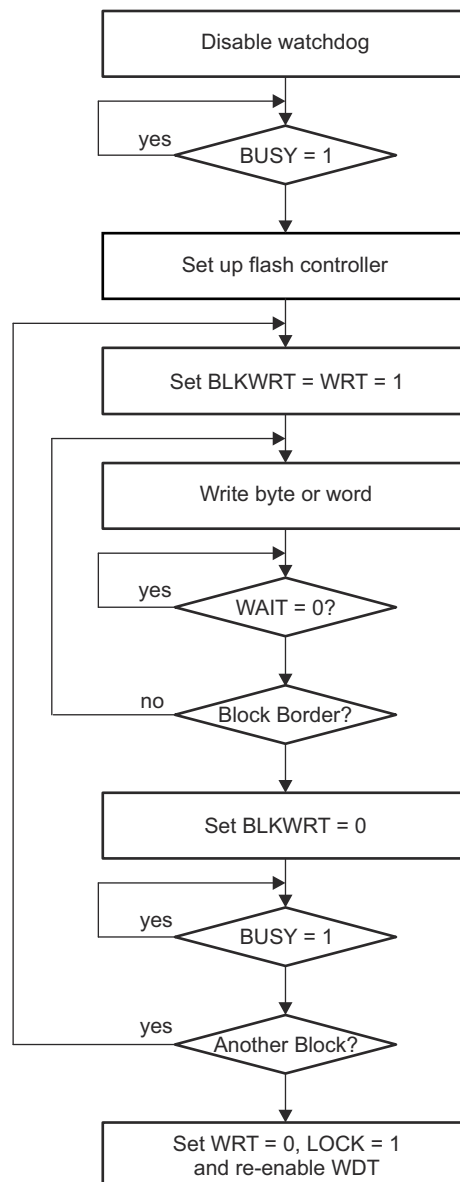 Disable watchdog
yes
BUSY = 1
Set up flash controller
Set BLKWRT = WRT = 1
Write byte or word
yes
WAIT = 0?
no
Block Border?
Set BLKWRT = 0
yes
BUSY = 1
yes
Another Block?
Set WRT = 0, LOCK = 1
and re-enable WDT